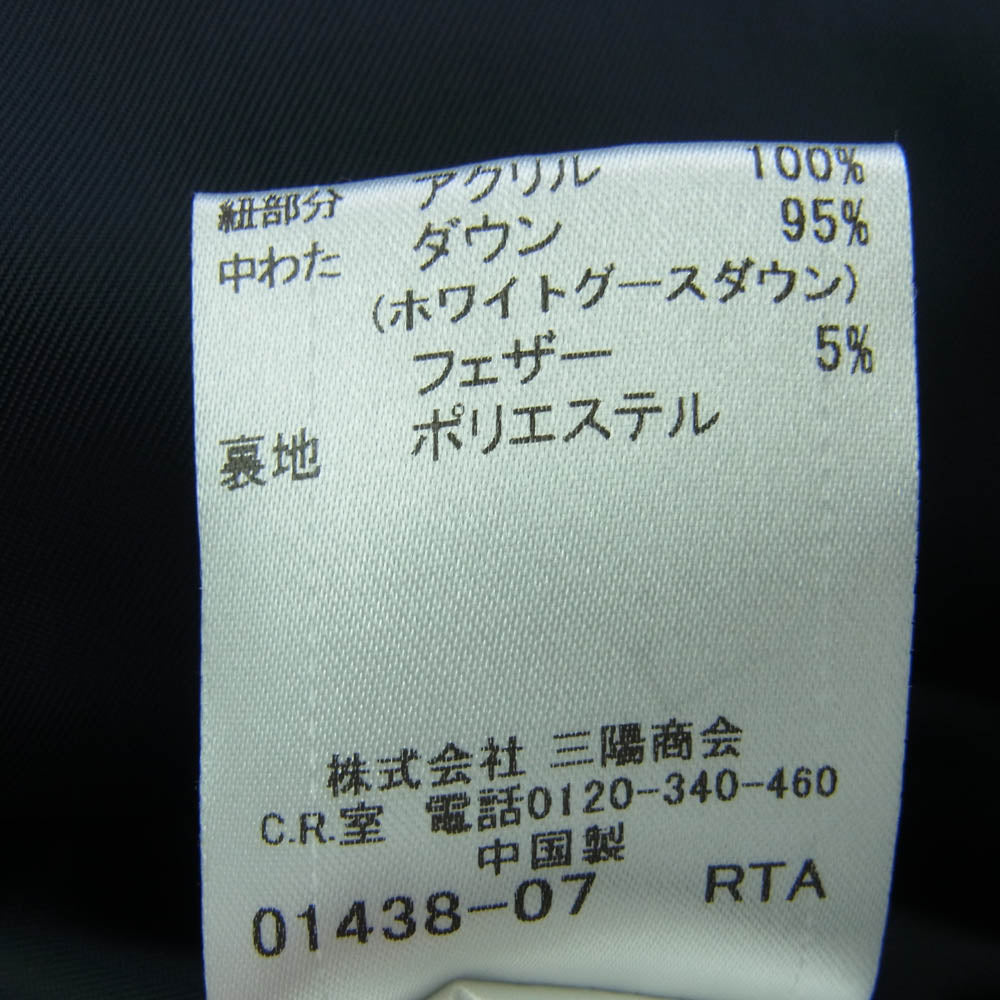 紐部分 アクリル 100%
中わた ダウン 95%
(ホワイトグースダウン)
フェザー 5%
裏地 ポリエステル
株式会社 三陽商会
C.R.室 電話0120-340-460
中国製
01438-07 RTA